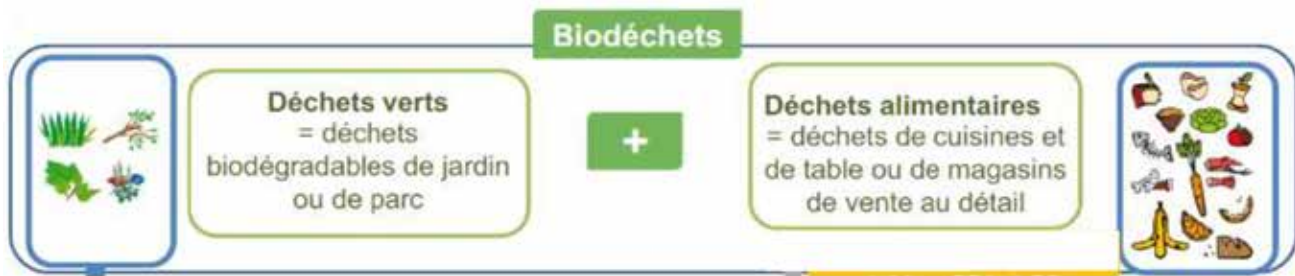 Biodéchets
Déchets verts
= déchets
biodégradables de jardin
ou de parc
+
Déchets alimentaires
= déchets de cuisines et
de table ou de magasins
de vente au détail